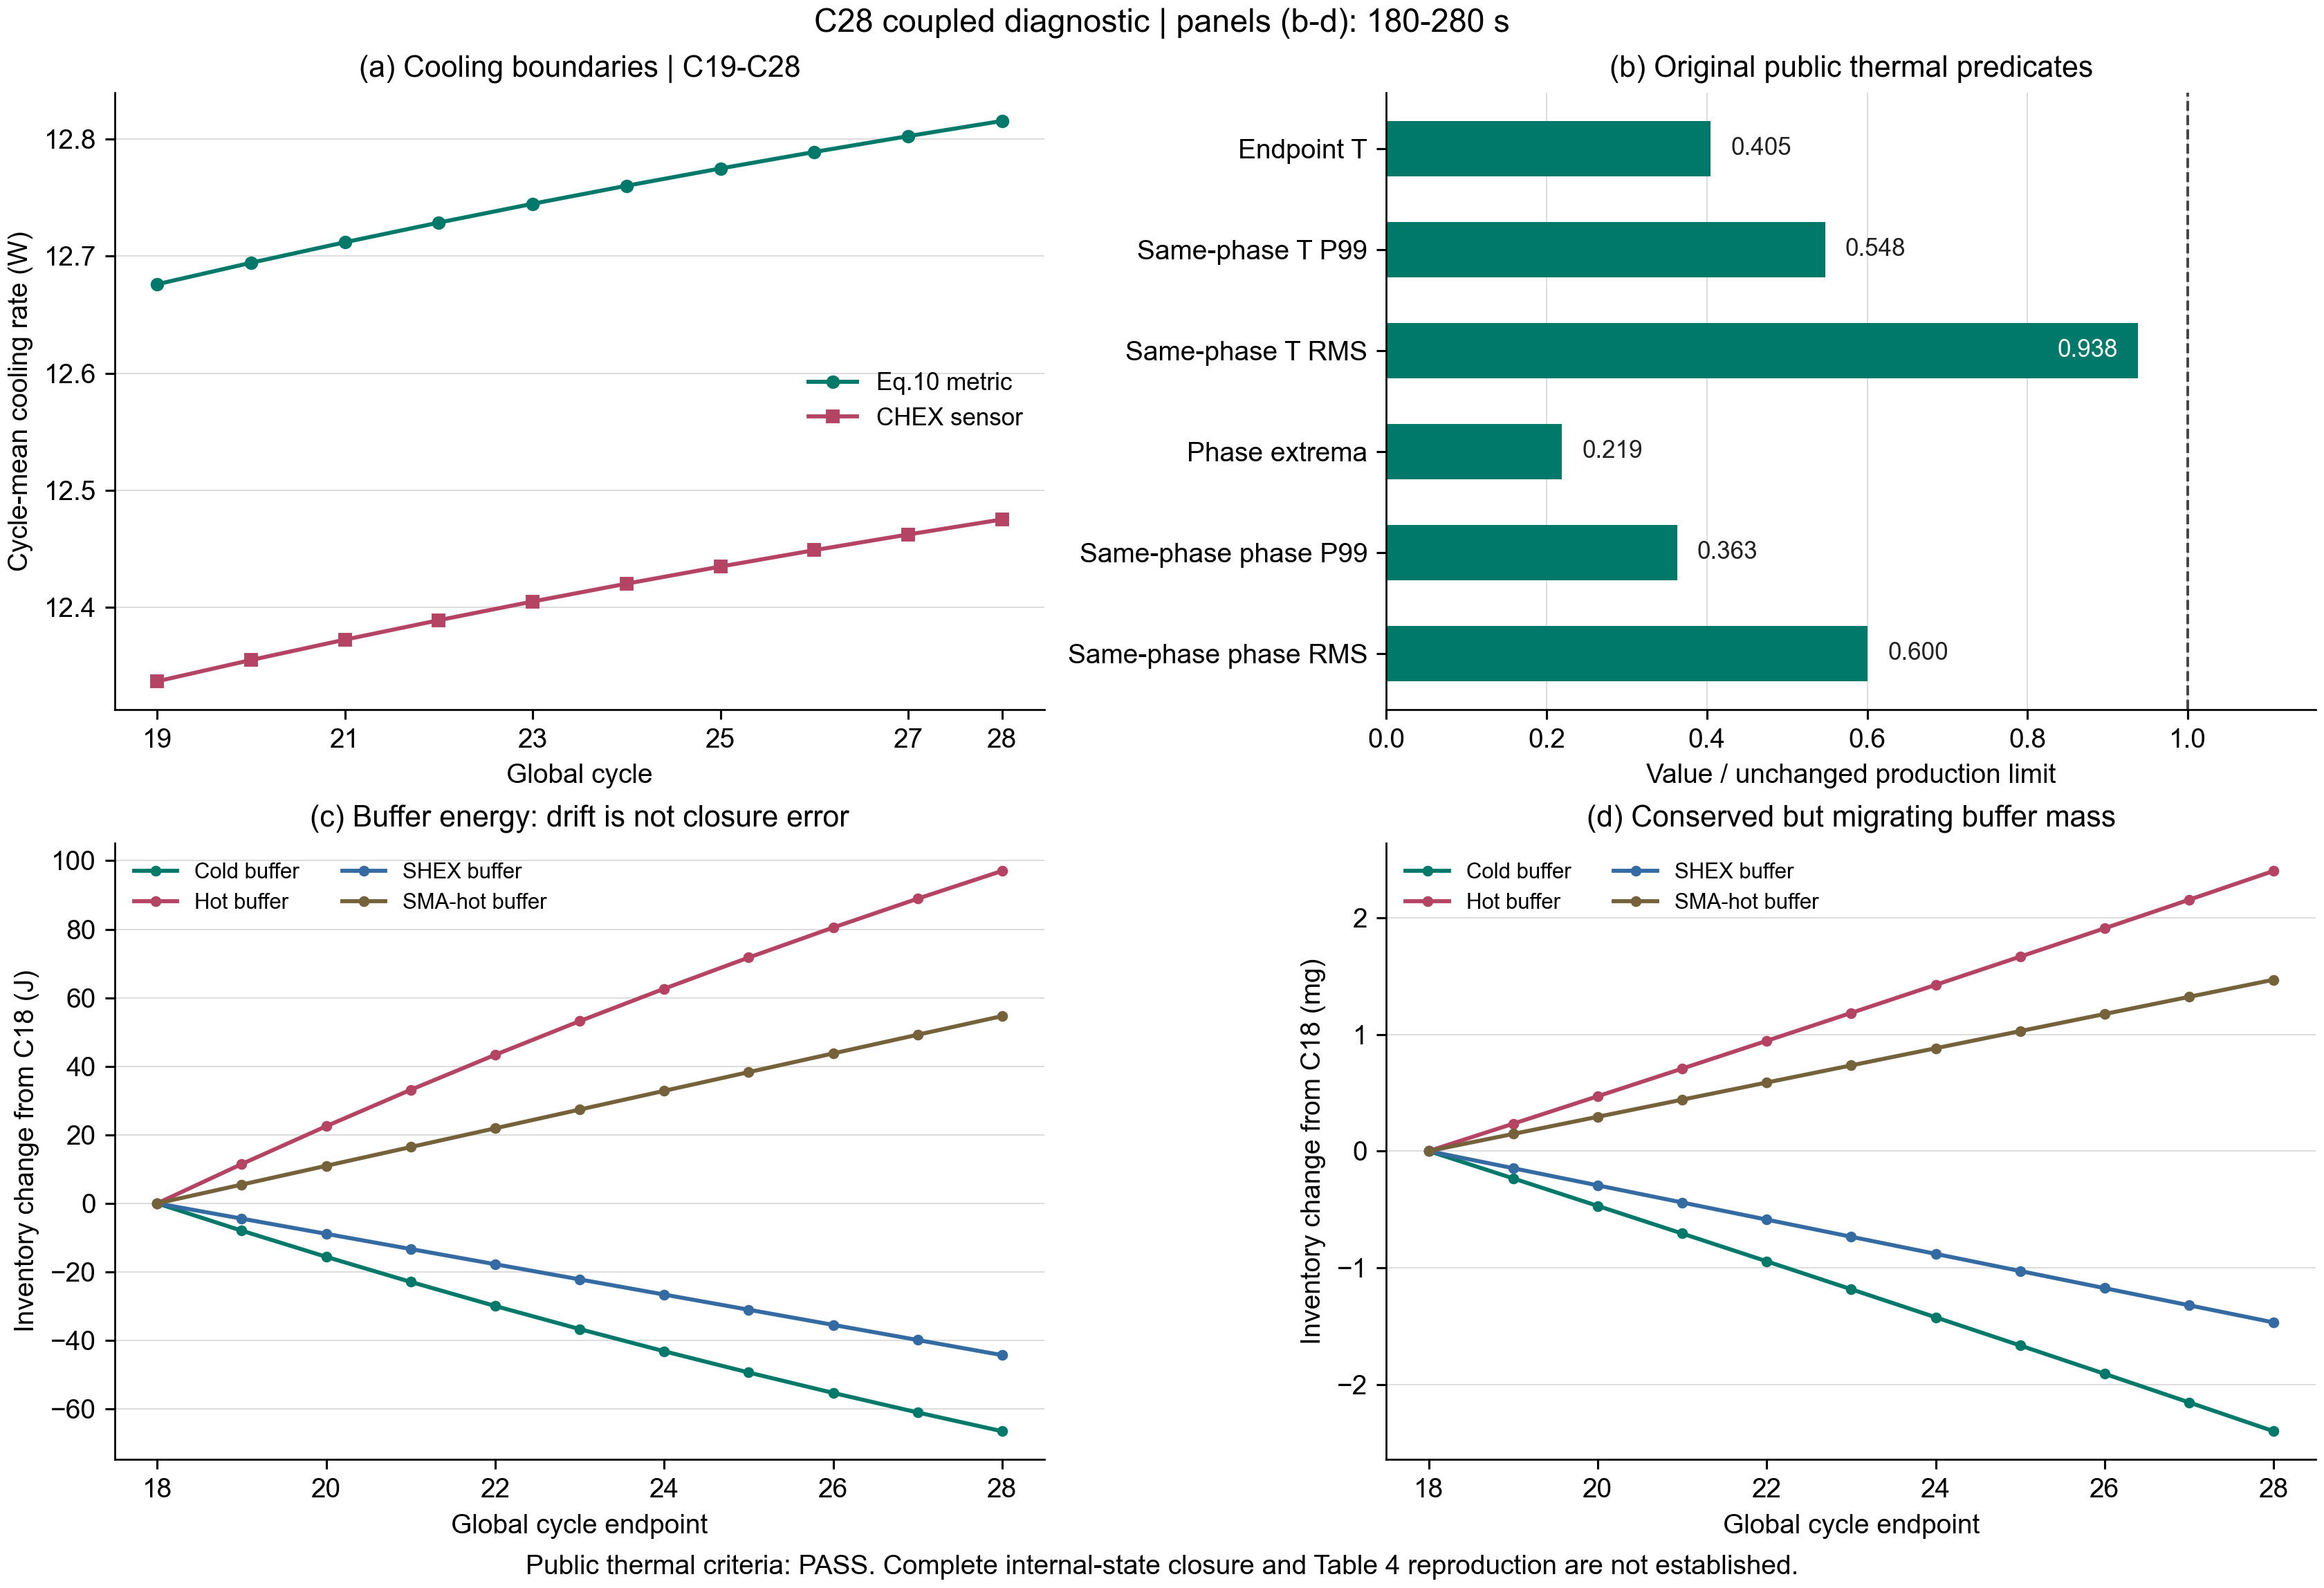 C28 coupled diagnostic | panels (b-d): 180-280 s
(a) Cooling boundaries | C19-C28
Cycle-mean cooling rate (W)
12.8
12.7
12.6
12.5
12.4
Eq.10 metric
CHEX sensor
19
21
23
25
27
28
Global cycle
(b) Original public thermal predicates
Endpoint T
0.405
Same-phase T P99
0.548
Same-phase T RMS
0.938
Phase extrema
0.219
Same-phase phase P99
0.363
Same-phase phase RMS
0.600
0.0
0.2
0.4
0.6
0.8
1.0
Value / unchanged production limit
(c) Buffer energy: drift is not closure error
Inventory change from C18 (J)
100
80
60
40
20
0
−20
−40
−60
Cold buffer
Hot buffer
SHEX buffer
SMA-hot buffer
18
20
22
24
26
28
Global cycle endpoint
(d) Conserved but migrating buffer mass
Inventory change from C18 (mg)
2
1
0
−1
−2
Cold buffer
Hot buffer
SHEX buffer
SMA-hot buffer
18
20
22
24
26
28
Global cycle endpoint
Public thermal criteria: PASS. Complete internal-state closure and Table 4 reproduction are not established.